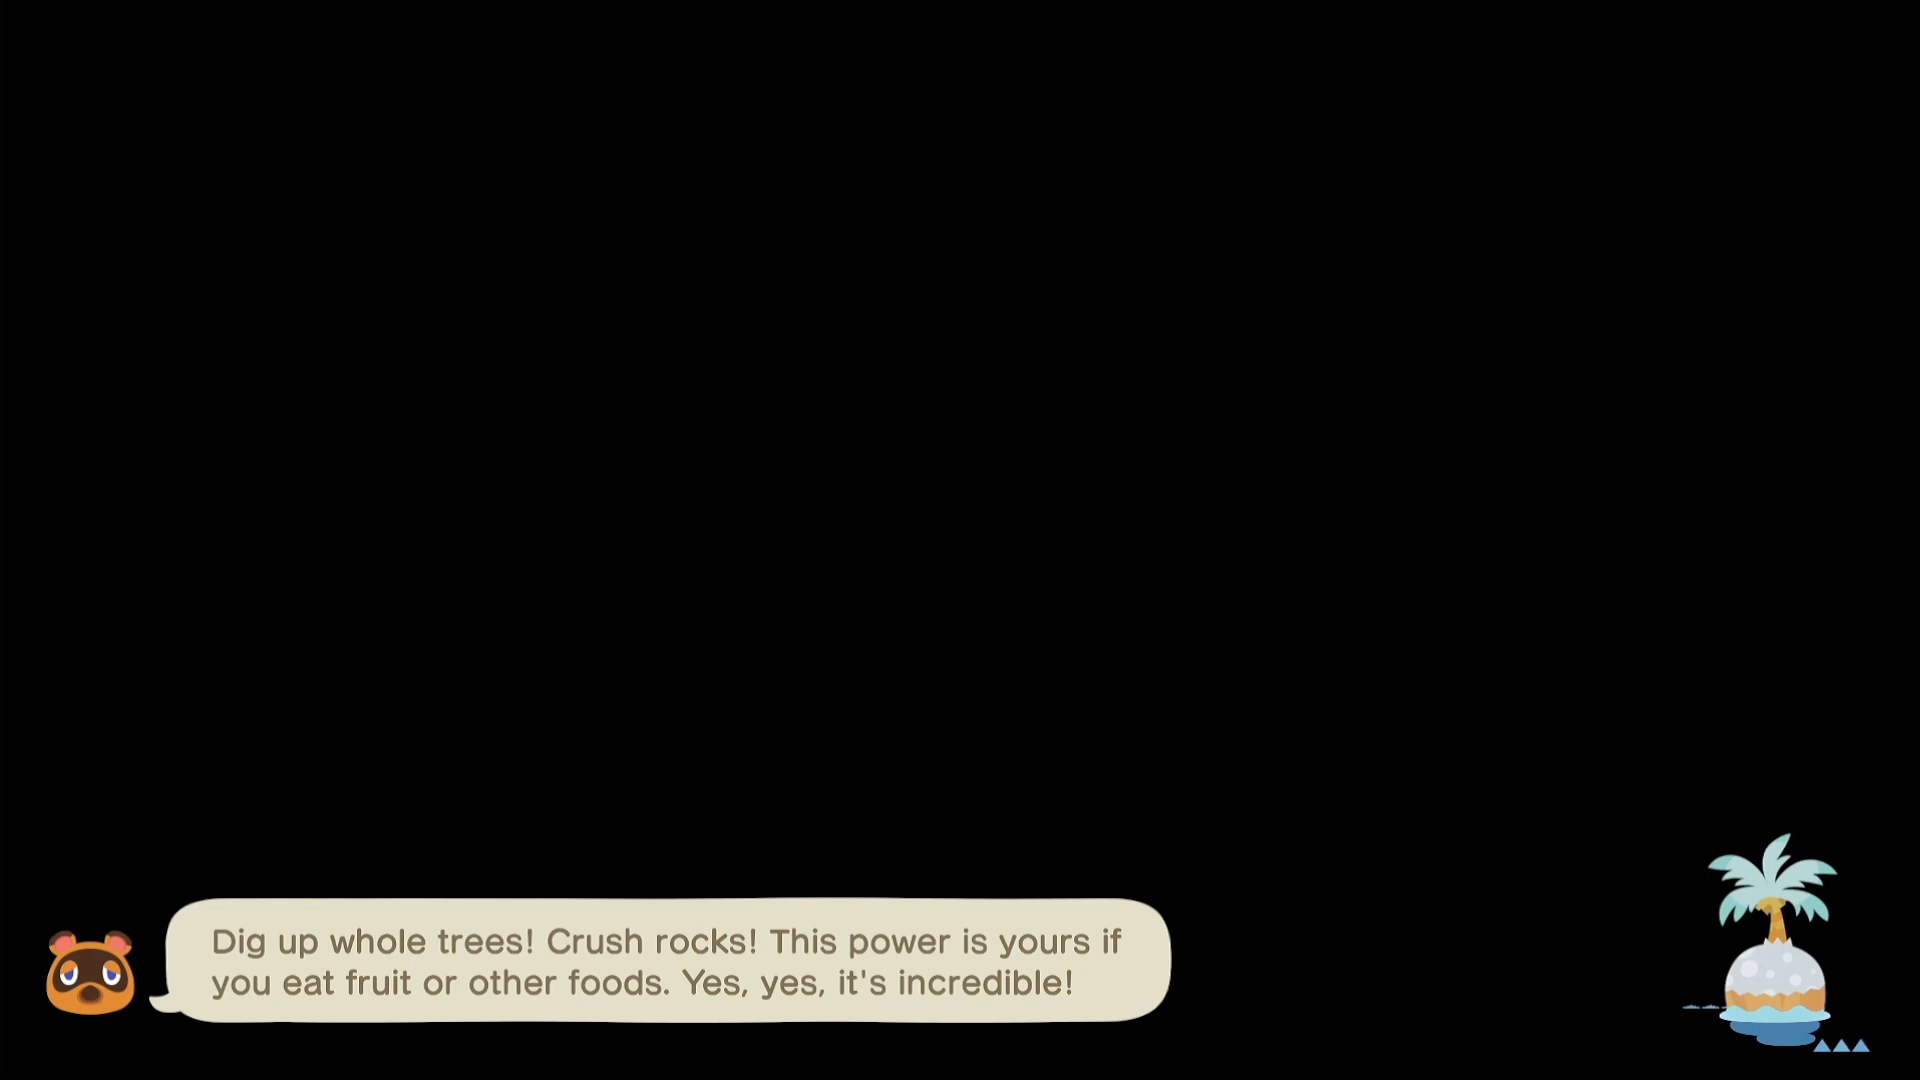 Dig up whole trees! Crush rocks! This power is yours if
you eat fruit or other foods. Yes, yes, it's incredible!